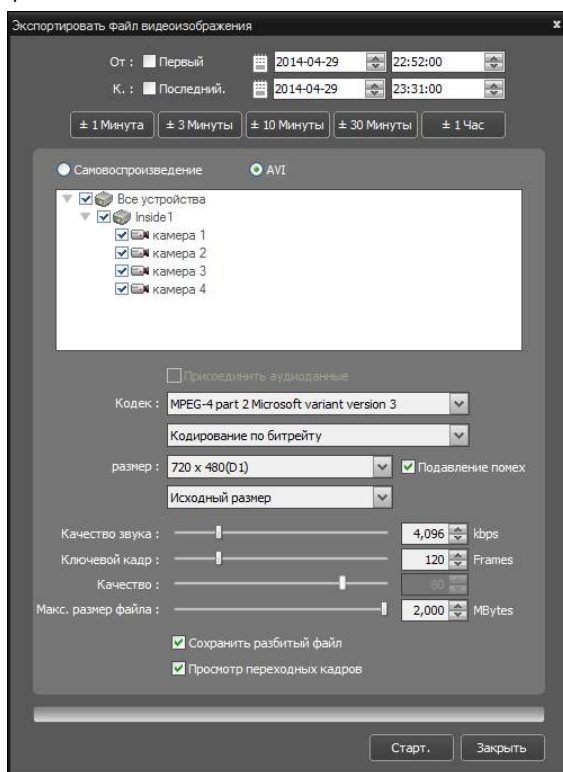 Экспортировать файл видеоизображения x
От : Первый 2014-04-29 22:52:00
К. : Последний. 2014-04-29 23:31:00
± 1 Минута ± 3 Минуты ± 10 Минуты ± 30 Минуты ± 1 Час
Самовоспроизведение AVI
Все устройства
Inside1
камера 1
камера 2
камера 3
камера 4
Присоединить аудиоданные
Кодек : MPEG-4 part 2 Microsoft variant version 3
Кодирование по битрейту
размер : 720 x 480(D1) Подавление помех
Исходный размер
Качество звука : 4,096 kbps
Ключевой кадр : 120 Frames
Качество : 80
Макс. размер файла : 2,000 MBytes
Сохранить разбитый файл
Просмотр переходных кадров
Старт. Закрыть